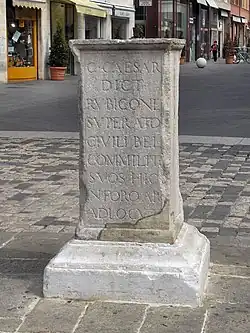 C CAESAR
DICT
RVBICONE
SVPERATO
CIVILI BEL
COMMILIT
SVOS HIC
IN FORO AR
ADLOCVT